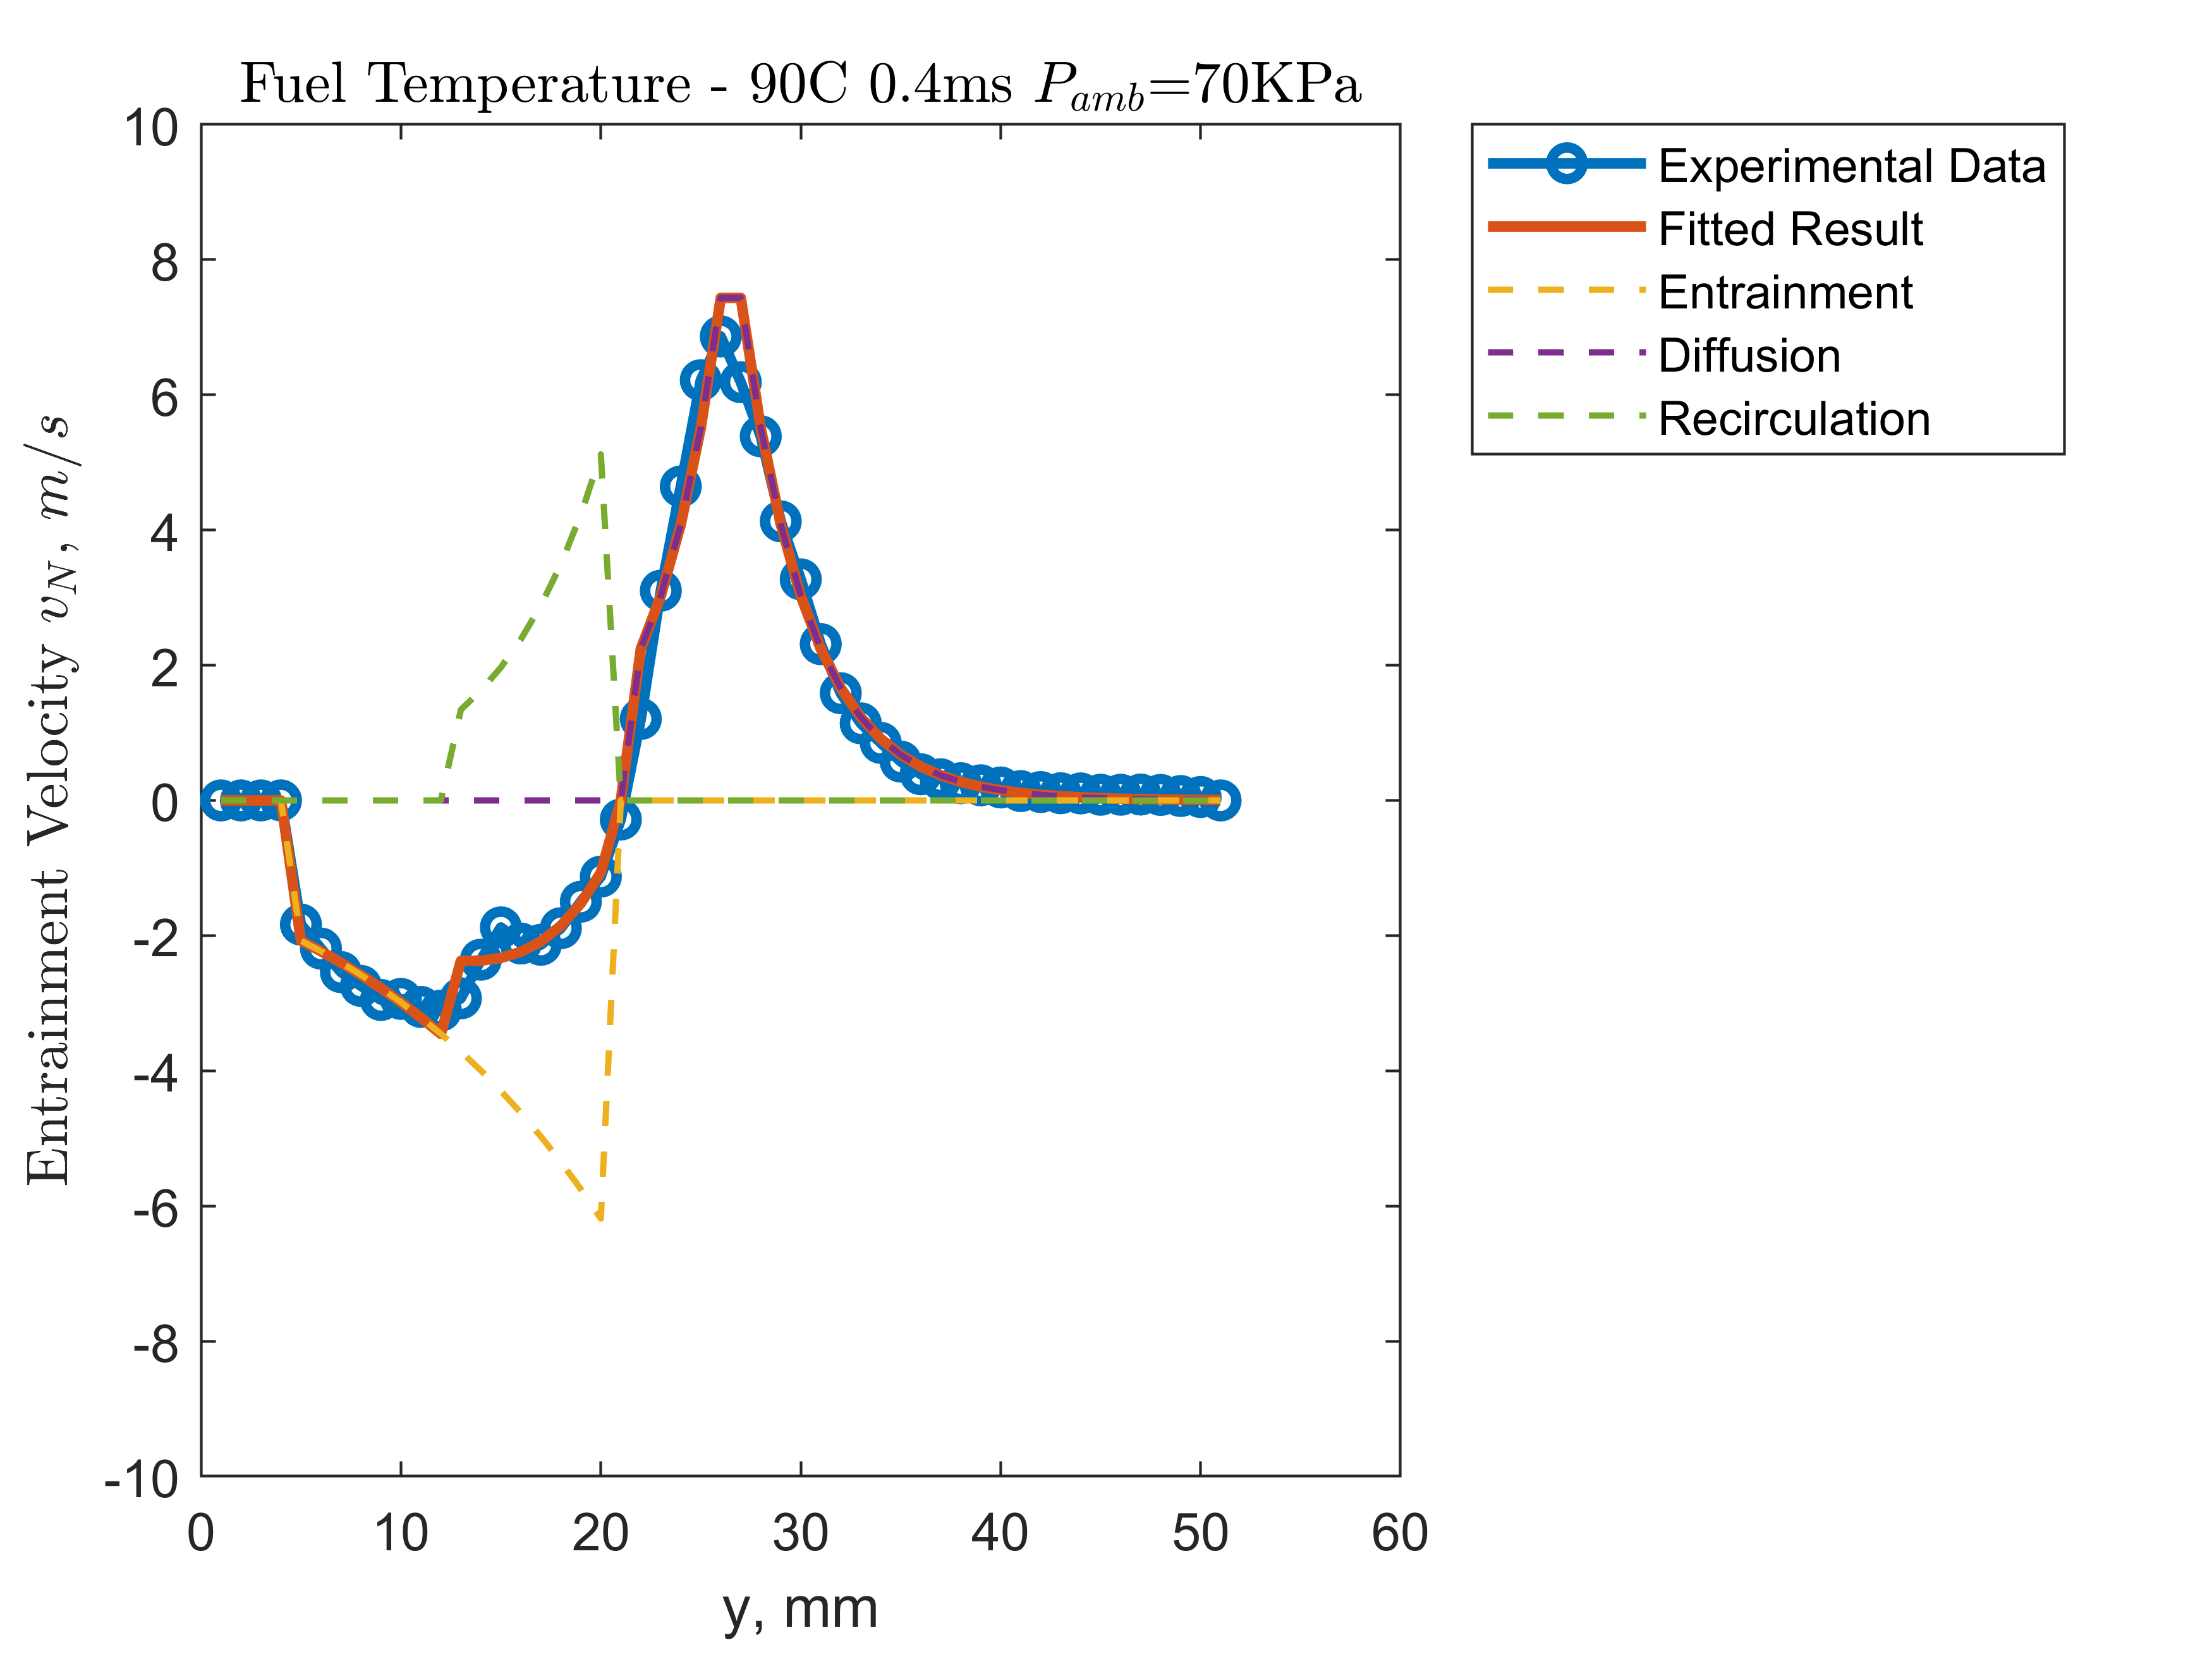 Fuel Temperature - 90C 0.4ms P_amb=70KPa
Experimental Data
Fitted Result
Entrainment
Diffusion
Recirculation
Entrainment Velocity v_N, m/s
10
8
6
4
2
0
-2
-4
-6
-8
-10
0 10 20 30 40 50 60
y, mm